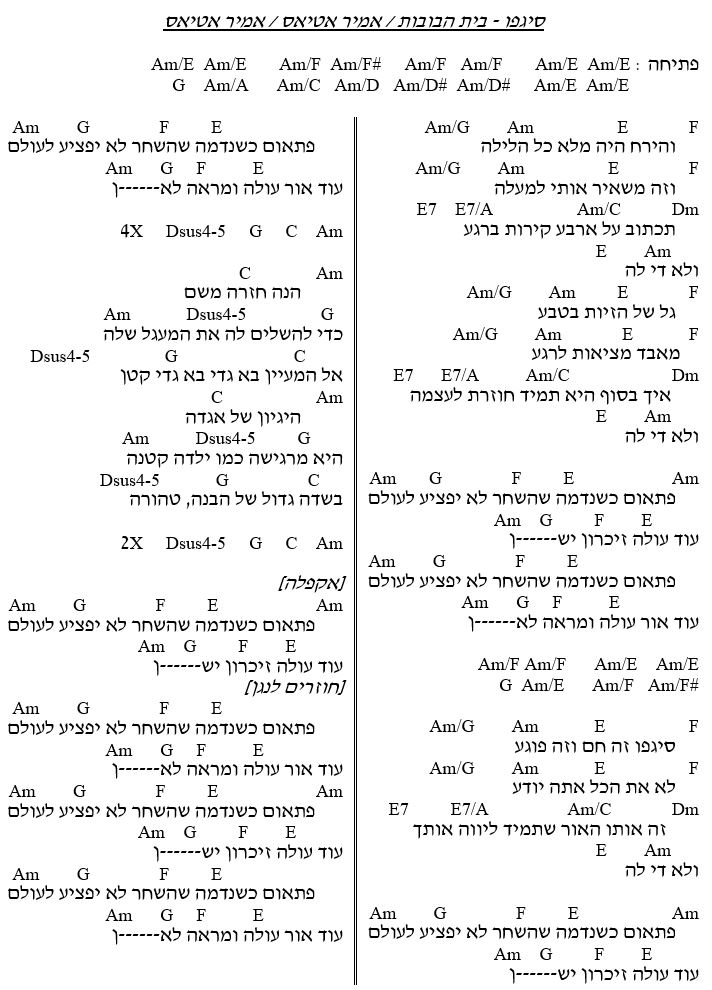 סיגפו - בית הבובות / אמיר אטיאס / אמיר אטיאס
פתיחה : Am/E Am/E Am/F Am/F Am/F# Am/F Am/E Am/E
Am/E Am/E Am/D# Am/D# Am/D Am/C Am/A G
F E Am Am/G
והירח היה מלא כל הלילה
F E Am Am/G
וזה משאיר אותי למעלה
Dm Am/C E7/A E7
תכתוב על ארבע קירות ברגע
Am E
ולא די לה
F E Am Am/G
גל של הזיות בטבע
F E Am Am/G
מאבד מציאות לרגע
Dm Am/C E7/A E7
איך בסוף היא תמיד חוזרת לעצמה
Am E
ולא די לה
Am E F G Am
פתאום כשנדמה שהשחר לא יפציע לעולם
E F G Am
עוד עולה זיכרון יש------ן
E F G Am
פתאום כשנדמה שהשחר לא יפציע לעולם
E F G Am
עוד אור עולה ומראה לא------ן
Am/E Am/E Am/F Am/F
Am/F# Am/F Am/E G
F E Am Am/G
סיגפו זה חם וזה פוגע
F E Am Am/G
לא את הכל אתה יודע
Dm Am/C E7/A E7
זה אותו האור שתמיד ליווה אותך
Am E
ולא די לה
Am E F G Am
פתאום כשנדמה שהשחר לא יפציע לעולם
E F G Am
עוד עולה זיכרון יש------ן
E F G Am
פתאום כשנדמה שהשחר לא יפציע לעולם
E F G Am
עוד אור עולה ומראה לא------ן
Am C G Dsus4-5 4X
Am C
הנה חזרה משם
G Dsus4-5 Am
כדי להשלים לה את המעגל שלה
C G Dsus4-5
אל המעיין בא גדי בא גדי קטן
Am C
היגיון של אגדה
G Dsus4-5 Am
היא מרגישה כמו ילדה קטנה
C G Dsus4-5
בשדה גדול של הבנה, טהורה
Am C G Dsus4-5 2X
[אקפלה]
Am E F G Am
פתאום כשנדמה שהשחר לא יפציע לעולם
E F G Am
עוד עולה זיכרון יש------ן
[חוזרים לנגן]
E F G Am
פתאום כשנדמה שהשחר לא יפציע לעולם
E F G Am
עוד אור עולה ומראה לא------ן
Am E F G Am
פתאום כשנדמה שהשחר לא יפציע לעולם
E F G Am
עוד עולה זיכרון יש------ן
E F G Am
פתאום כשנדמה שהשחר לא יפציע לעולם
E F G Am
עוד אור עולה ומראה לא------ן